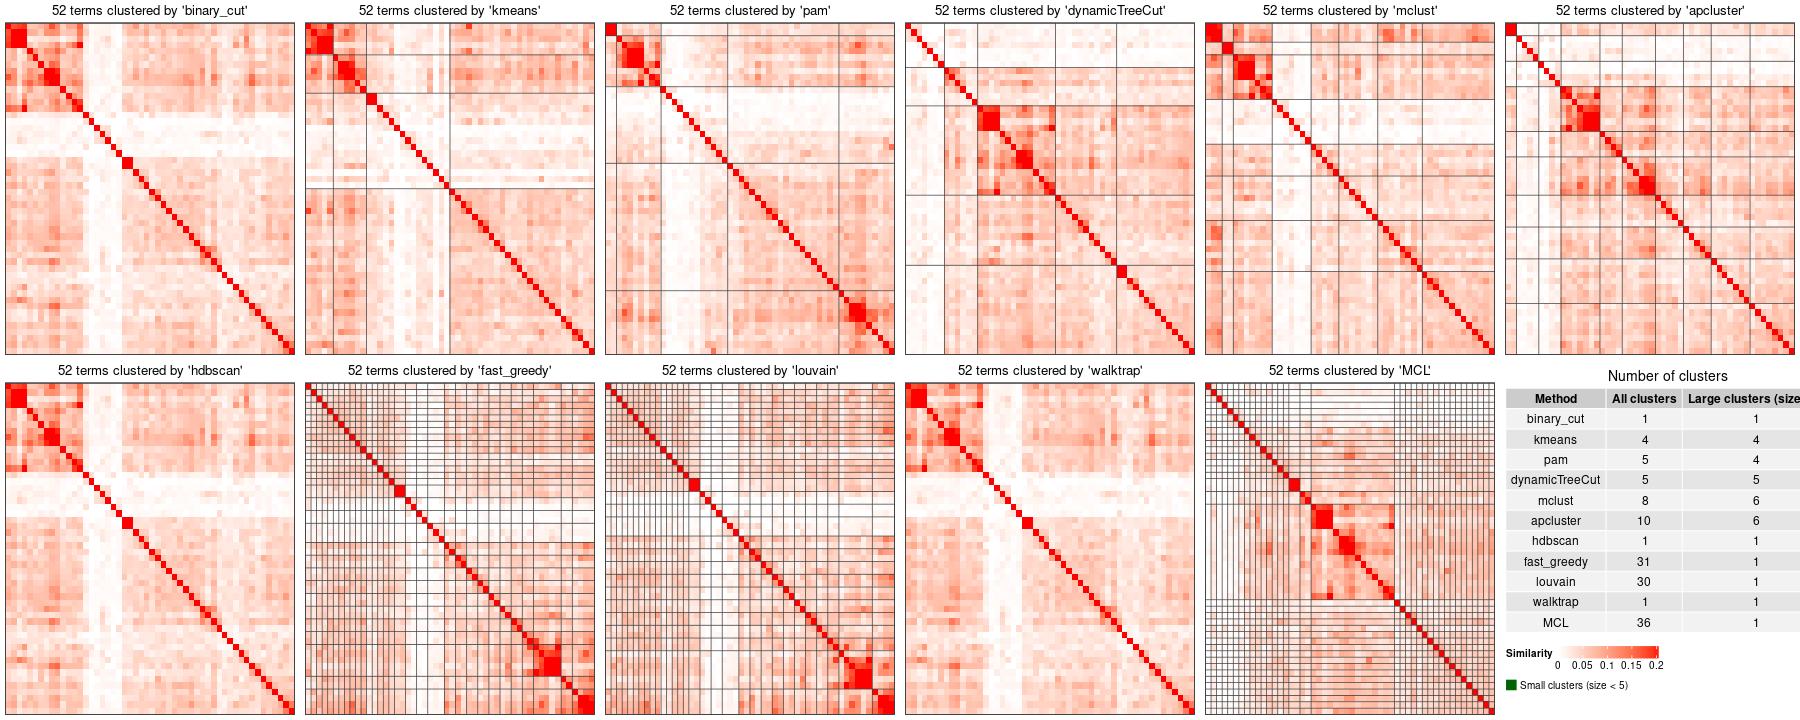 52 terms clustered by 'binary_cut'
52 terms clustered by 'kmeans'
52 terms clustered by 'pam'
52 terms clustered by 'dynamicTreeCut'
52 terms clustered by 'mclust'
52 terms clustered by 'apcluster'
52 terms clustered by 'hdbscan'
52 terms clustered by 'fast_greedy'
52 terms clustered by 'louvain'
52 terms clustered by 'walktrap'
52 terms clustered by 'MCL'
Number of clusters
Method All clusters Large clusters (size
binary_cut 1 1
kmeans 4 4
pam 5 4
dynamicTreeCut 5 5
mclust 8 6
apcluster 10 6
hdbscan 1 1
fast_greedy 31 1
louvain 30 1
walktrap 1 1
MCL 36 1
Similarity
0 0.05 0.1 0.15 0.2
Small clusters (size < 5)